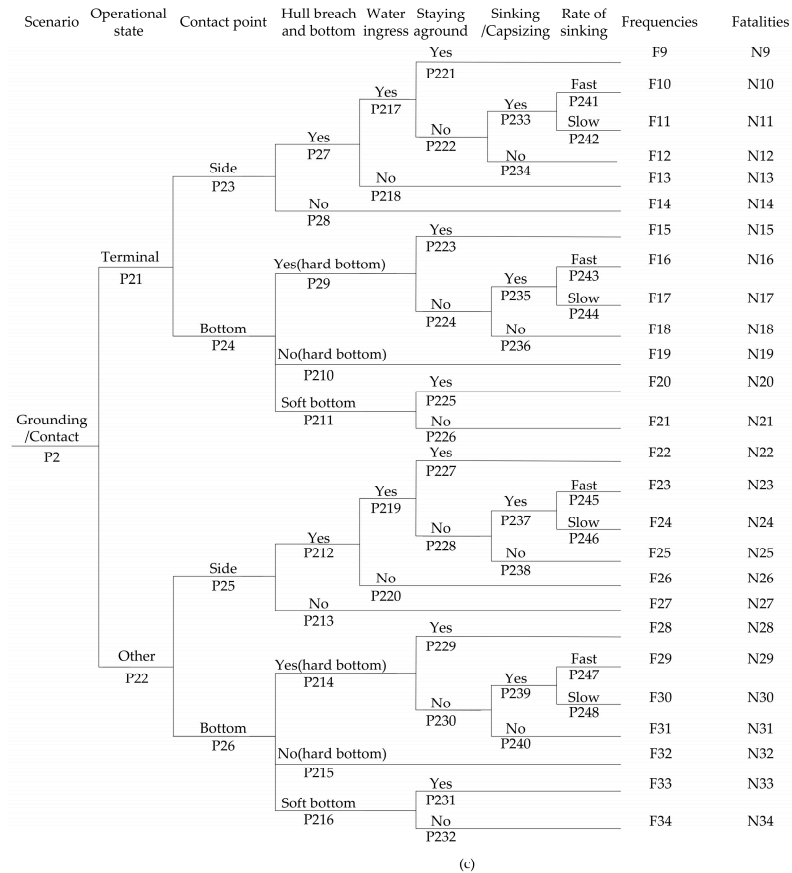 Scenario Operational state Contact point Hull breach and bottom Water ingress Staying aground Sinking /Capsizing Rate of sinking Frequencies Fatalities
Yes F9 N9
P221
Fast F10 N10
Yes P241
P217 Yes
P233 Slow F11 N11
No P242
P222
Yes No F12 N12
P27 P234
Side No F13 N13
P23 P218
No F14 N14
P28
Yes F15 N15
P223
Terminal Yes(hard bottom) Fast F16 N16
P21 P29 Yes P243
P235 Slow F17 N17
No P244
P224
Bottom No F18 N18
P24 P236
No(hard bottom) F19 N19
P210
Yes F20 N20
Soft bottom P225
P211 No F21 N21
Grounding /Contact P226
P2 Yes F22 N22
P227
Fast F23 N23
Yes P245
P219 Yes
P237 Slow F24 N24
No P246
P228
Yes No F25 N25
P212 P238
Side No F26 N26
P25 P220
No F27 N27
P213
Yes F28 N28
P229
Other Yes(hard bottom) Fast F29 N29
P22 P214 Yes P247
P239 Slow F30 N30
No P248
P230
Bottom No F31 N31
P26 P240
No(hard bottom) F32 N32
P215
Yes F33 N33
Soft bottom P231
P216 No F34 N34
P232
(c)